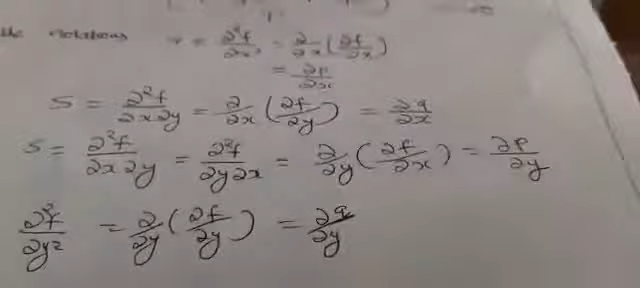 the notations r = ∂²f/∂x² = ∂/∂x (∂f/∂x)
= ∂p/∂x
S = ∂²f/∂x∂y = ∂/∂x (∂f/∂y) = ∂q/∂x
S = ∂²f/∂x∂y = ∂²f/∂y∂x = ∂/∂y (∂f/∂x) = ∂p/∂y
∂²f/∂y² = ∂/∂y (∂f/∂y) = ∂q/∂y